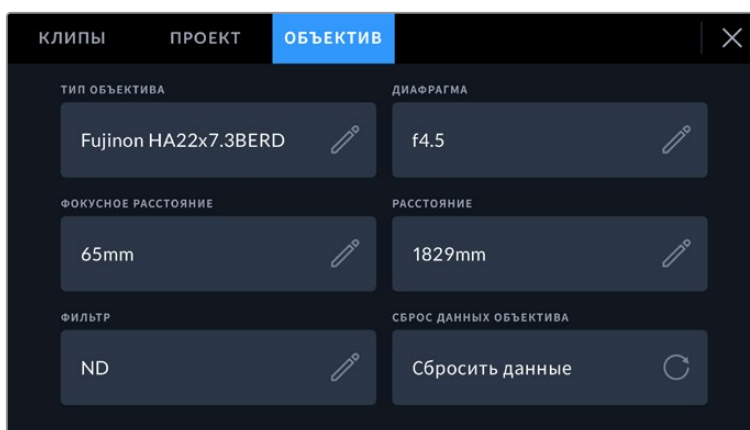 КЛИПЫ ПРОЕКТ ОБЪЕКТИВ
ТИП ОБЪЕКТИВА ДИАФРАГМА
Fujinon HA22x7.3BERD f4.5
ФОКУСНОЕ РАССТОЯНИЕ РАССТОЯНИЕ
65mm 1829mm
ФИЛЬТР СБРОС ДАННЫХ ОБЪЕКТИВА
ND Сбросить данные